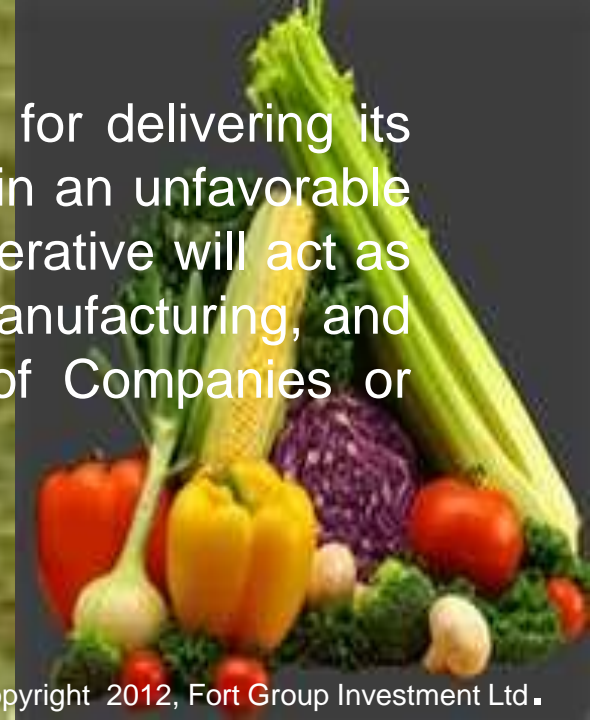 for delivering its
in an unfavorable
erative will act as
anufacturing, and
of Companies or
opyright 2012, Fort Group Investment Ltd.